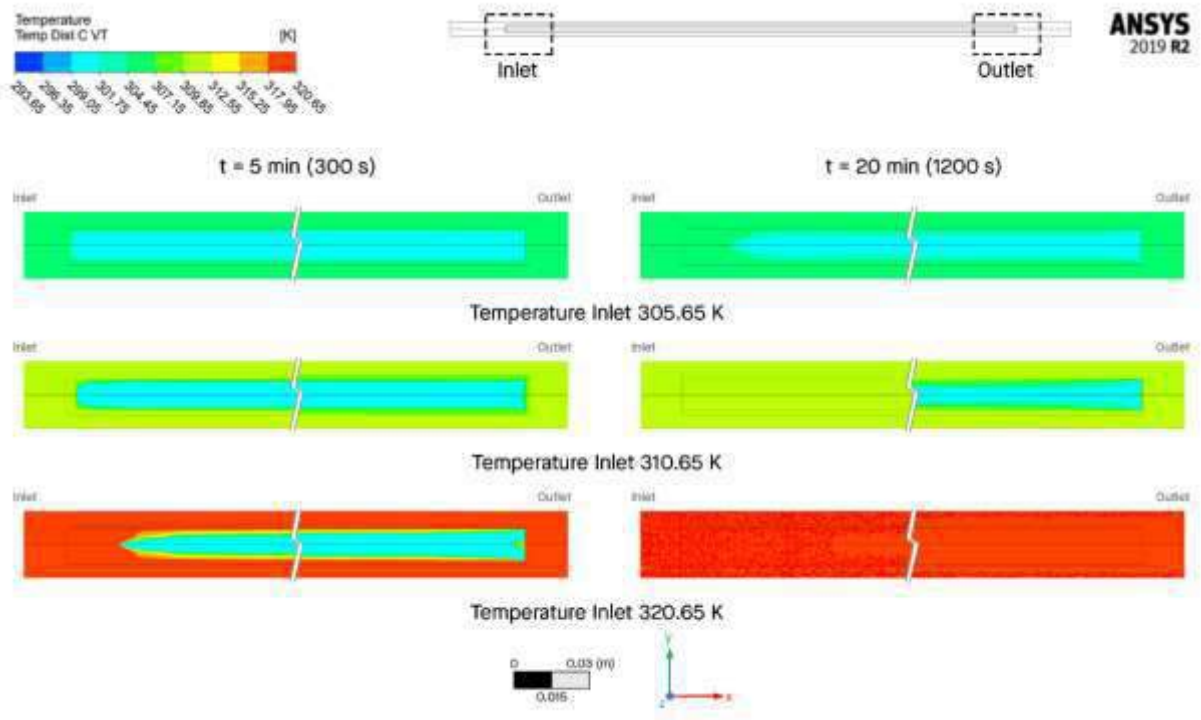 Temperature
Temp Dist C VT
[K]
293.65 296.35 299.05 301.75 304.45 307.15 309.85 312.55 315.25 317.95 320.65
Inlet
Outlet
ANSYS
2019 R2
t = 5 min (300 s)
t = 20 min (1200 s)
Inlet Outlet Inlet Outlet
Temperature Inlet 305.65 K
Inlet Outlet Inlet Outlet
Temperature Inlet 310.65 K
Inlet Outlet Inlet Outlet
Temperature Inlet 320.65 K
0 0,03 (m)
0,015
Y
Z
X